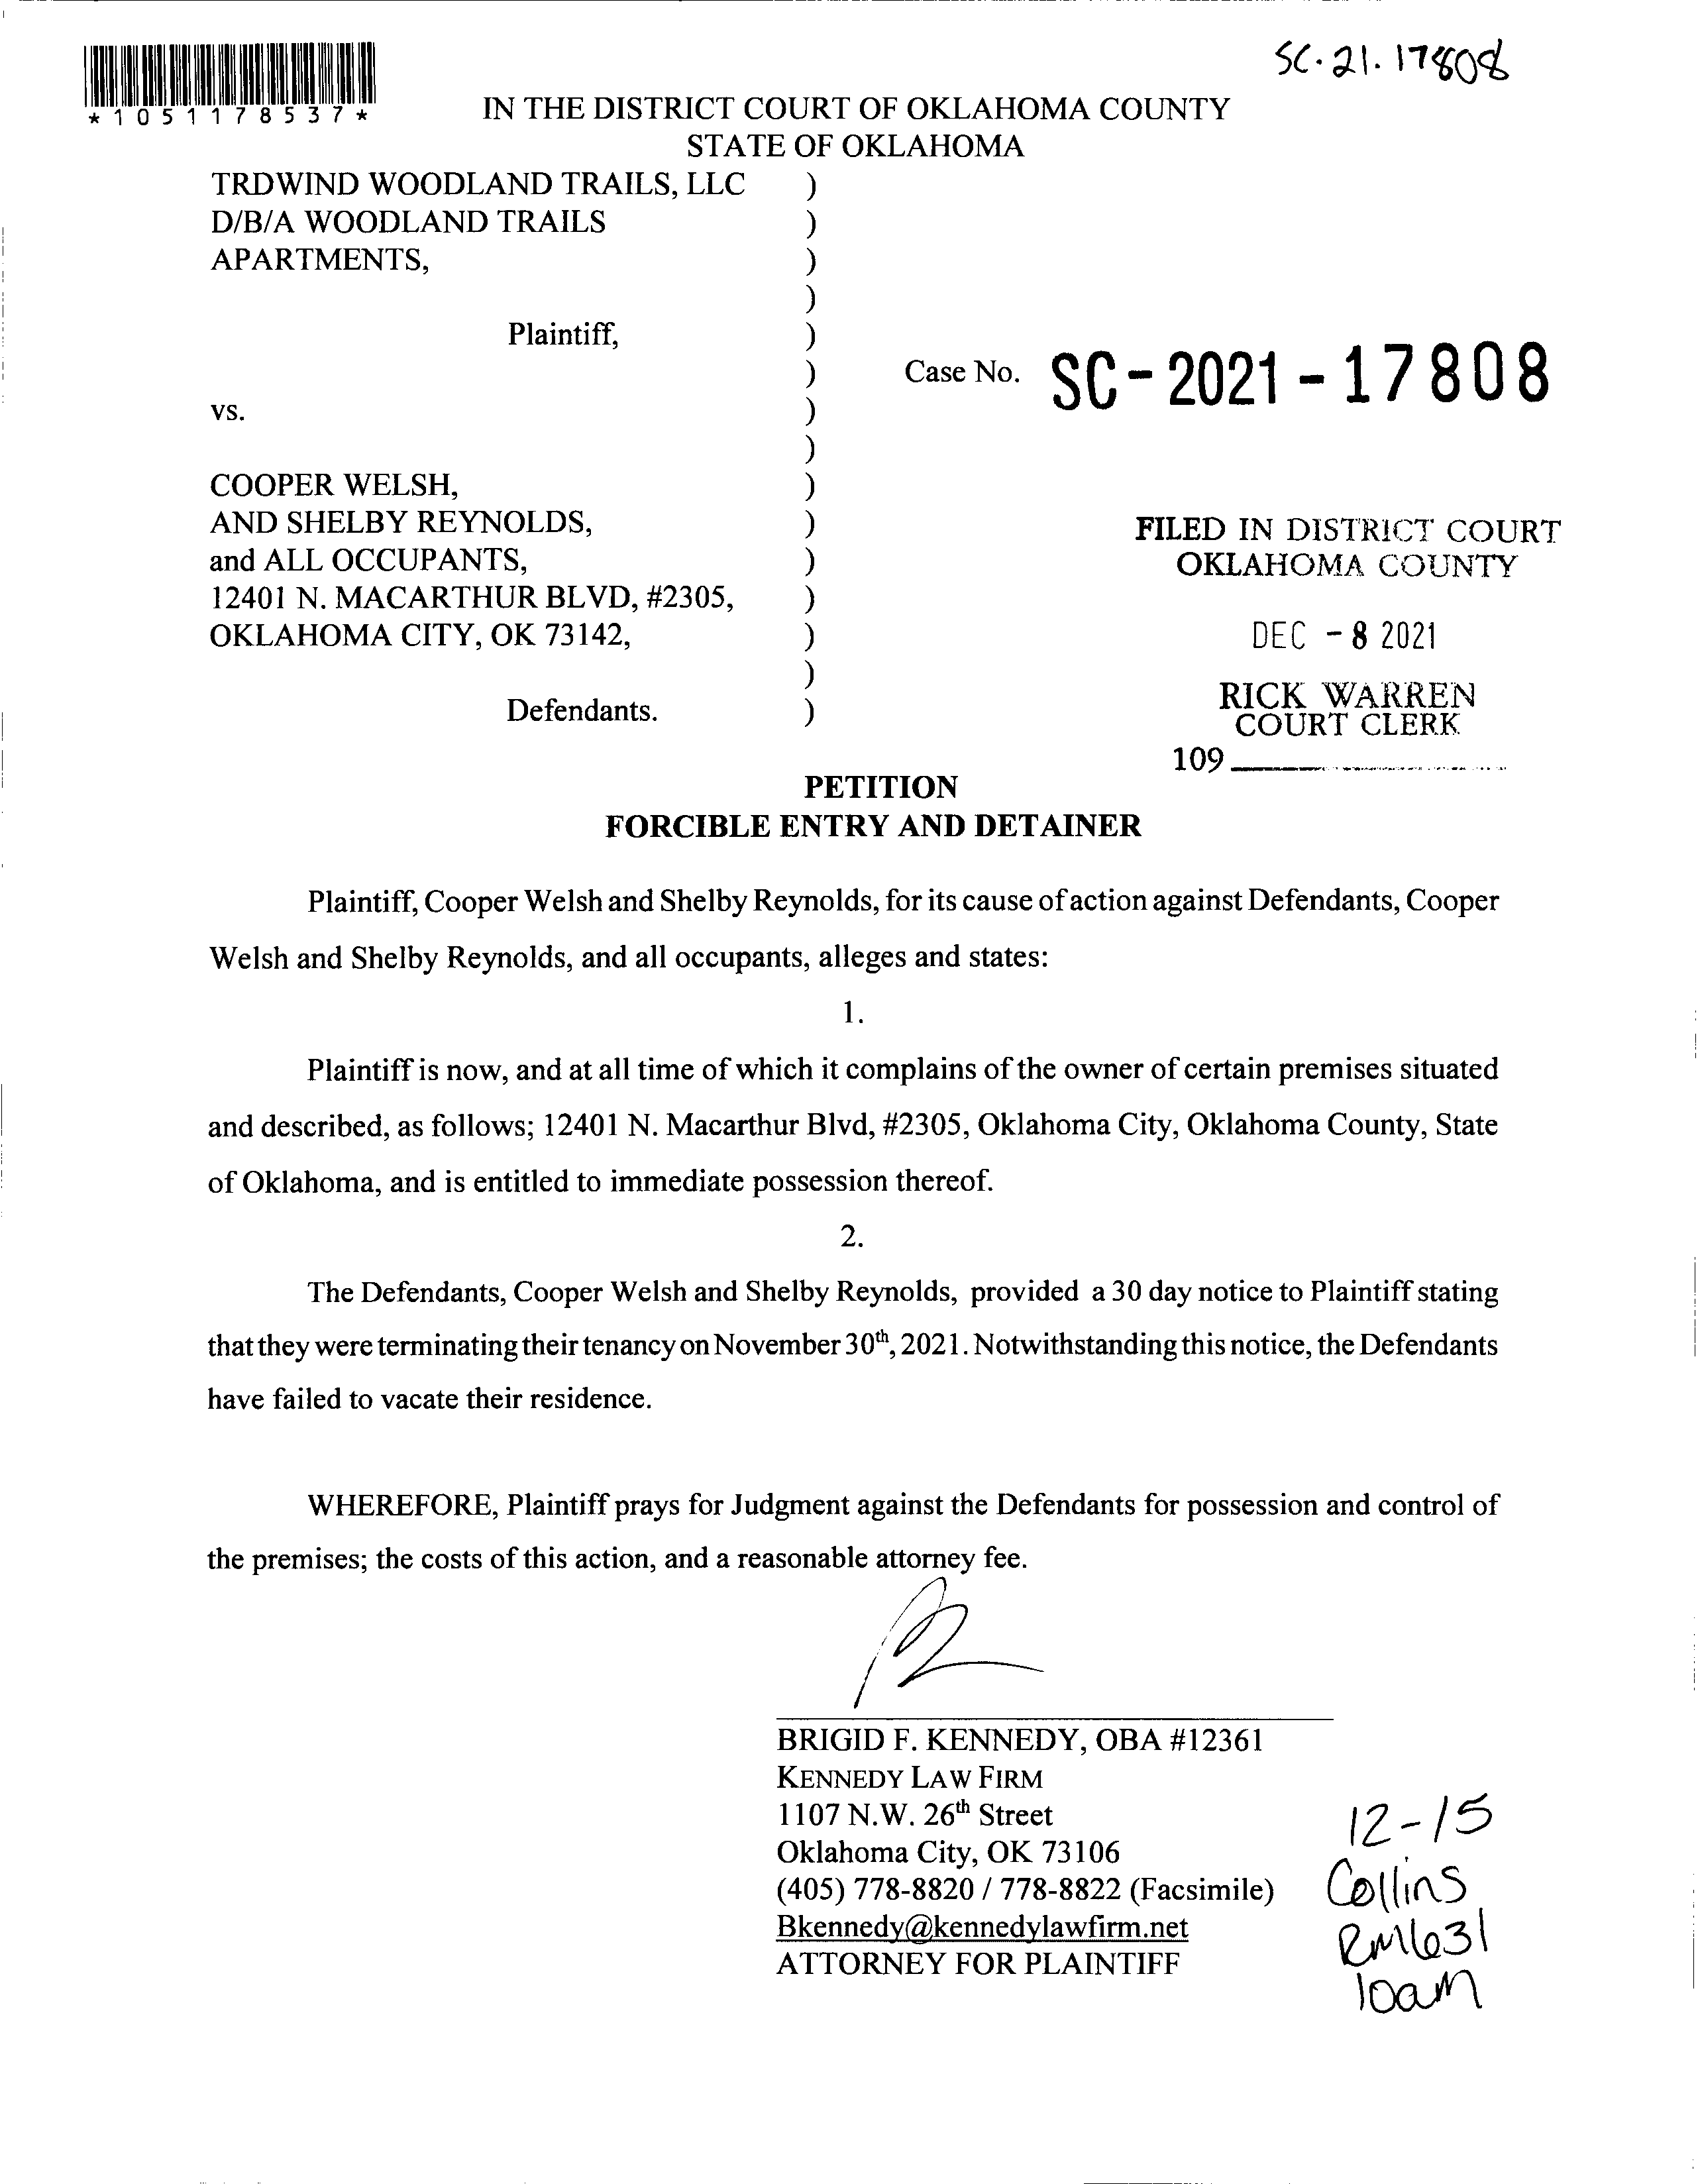 SC.21.17808
*1051178537*
IN THE DISTRICT COURT OF OKLAHOMA COUNTY
STATE OF OKLAHOMA
TRDWIND WOODLAND TRAILS, LLC )
D/B/A WOODLAND TRAILS )
APARTMENTS, )
)
Plaintiff, )
) Case No. SC-2021-17808
vs. )
)
COOPER WELSH, )
AND SHELBY REYNOLDS, ) FILED IN DISTRICT COURT
and ALL OCCUPANTS, ) OKLAHOMA COUNTY
12401 N. MACARTHUR BLVD, #2305, )
OKLAHOMA CITY, OK 73142, ) DEC -8 2021
)
Defendants. ) RICK WARREN
COURT CLERK
109
PETITION
FORCIBLE ENTRY AND DETAINER
Plaintiff, Cooper Welsh and Shelby Reynolds, for its cause of action against Defendants, Cooper
Welsh and Shelby Reynolds, and all occupants, alleges and states:
1.
Plaintiff is now, and at all time of which it complains of the owner of certain premises situated
and described, as follows; 12401 N. Macarthur Blvd, #2305, Oklahoma City, Oklahoma County, State
of Oklahoma, and is entitled to immediate possession thereof.
2.
The Defendants, Cooper Welsh and Shelby Reynolds, provided a 30 day notice to Plaintiff stating
that they were terminating their tenancy on November 30th, 2021. Notwithstanding this notice, the Defendants
have failed to vacate their residence.
WHEREFORE, Plaintiff prays for Judgment against the Defendants for possession and control of
the premises; the costs of this action, and a reasonable attorney fee.
BRIGID F. KENNEDY, OBA #12361
KENNEDY LAW FIRM
1107 N.W. 26th Street
Oklahoma City, OK 73106
(405) 778-8820 / 778-8822 (Facsimile)
Bkennedy@kennedylawfirm.net
ATTORNEY FOR PLAINTIFF
12-15
Collins
Rm631
10am